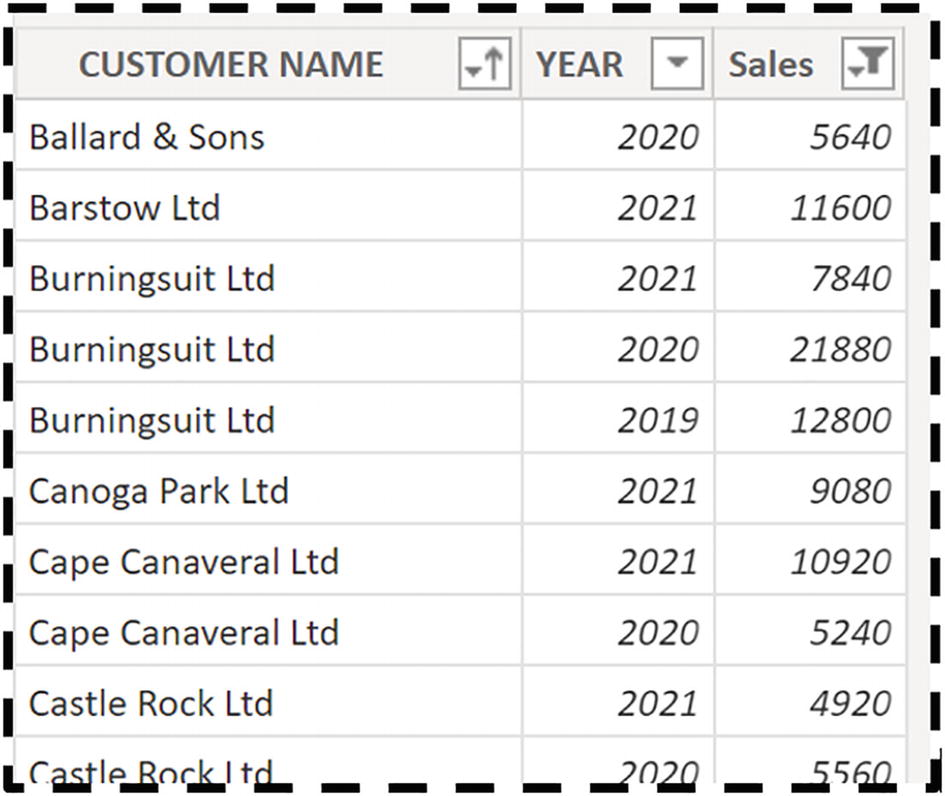 CUSTOMER NAME YEAR Sales
Ballard & Sons 2020 5640
Barstow Ltd 2021 11600
Burningsuit Ltd 2021 7840
Burningsuit Ltd 2020 21880
Burningsuit Ltd 2019 12800
Canoga Park Ltd 2021 9080
Cape Canaveral Ltd 2021 10920
Cape Canaveral Ltd 2020 5240
Castle Rock Ltd 2021 4920
Castle Rock Ltd 2020 5560